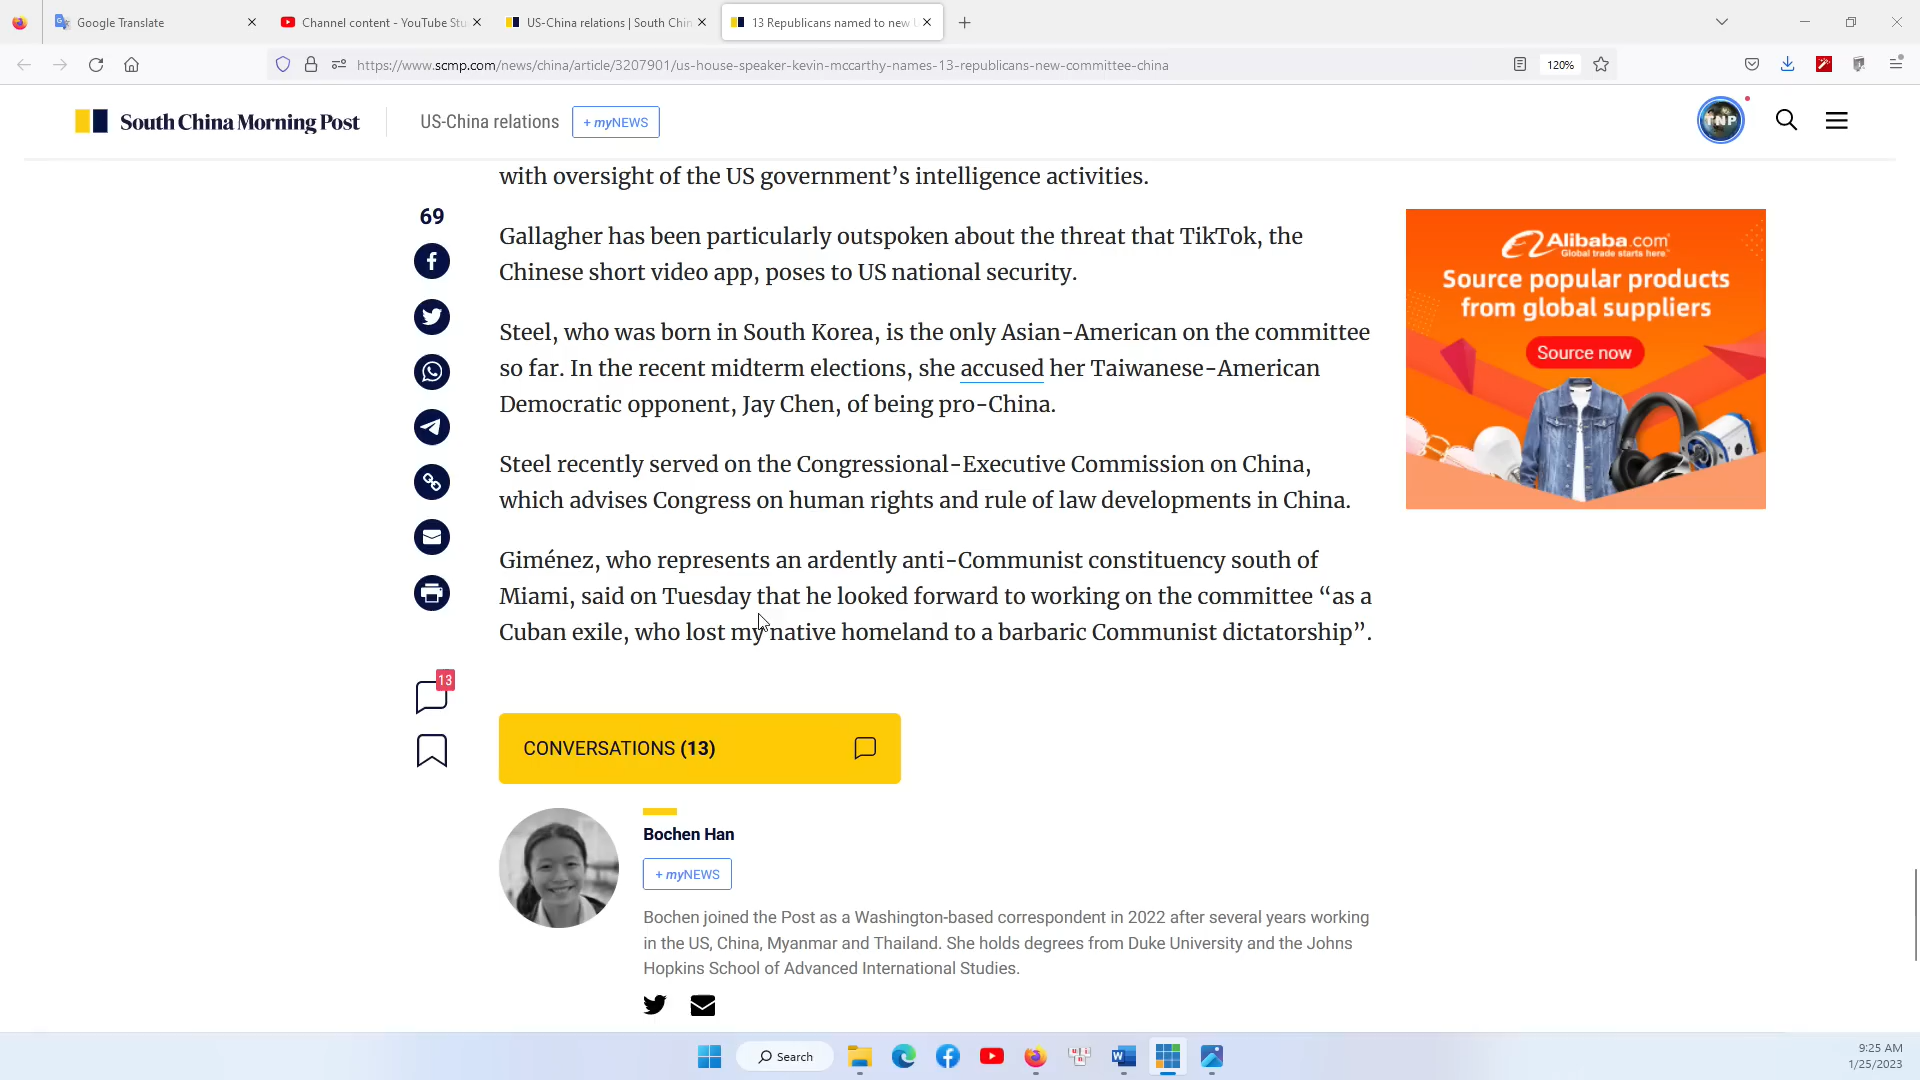 Google Translate
Channel content - YouTube Stu
US-China relations | South Chin
13 Republicans named to new U
https://www.scmp.com/news/china/article/3207901/us-house-speaker-kevin-mccarthy-names-13-republicans-new-committee-china
120%
South China Morning Post
US-China relations
+ myNEWS
TNP
with oversight of the US government’s intelligence activities.
69
Gallagher has been particularly outspoken about the threat that TikTok, the
Chinese short video app, poses to US national security.
Steel, who was born in South Korea, is the only Asian-American on the committee
so far. In the recent midterm elections, she accused her Taiwanese-American
Democratic opponent, Jay Chen, of being pro-China.
Steel recently served on the Congressional-Executive Commission on China,
which advises Congress on human rights and rule of law developments in China.
Giménez, who represents an ardently anti-Communist constituency south of
Miami, said on Tuesday that he looked forward to working on the committee “as a
Cuban exile, who lost my native homeland to a barbaric Communist dictatorship”.
Alibaba.com
Global trade starts here™
Source popular products
from global suppliers
Source now
13
CONVERSATIONS (13)
Bochen Han
+ myNEWS
Bochen joined the Post as a Washington-based correspondent in 2022 after several years working
in the US, China, Myanmar and Thailand. She holds degrees from Duke University and the Johns
Hopkins School of Advanced International Studies.
Search
9:25 AM
1/25/2023